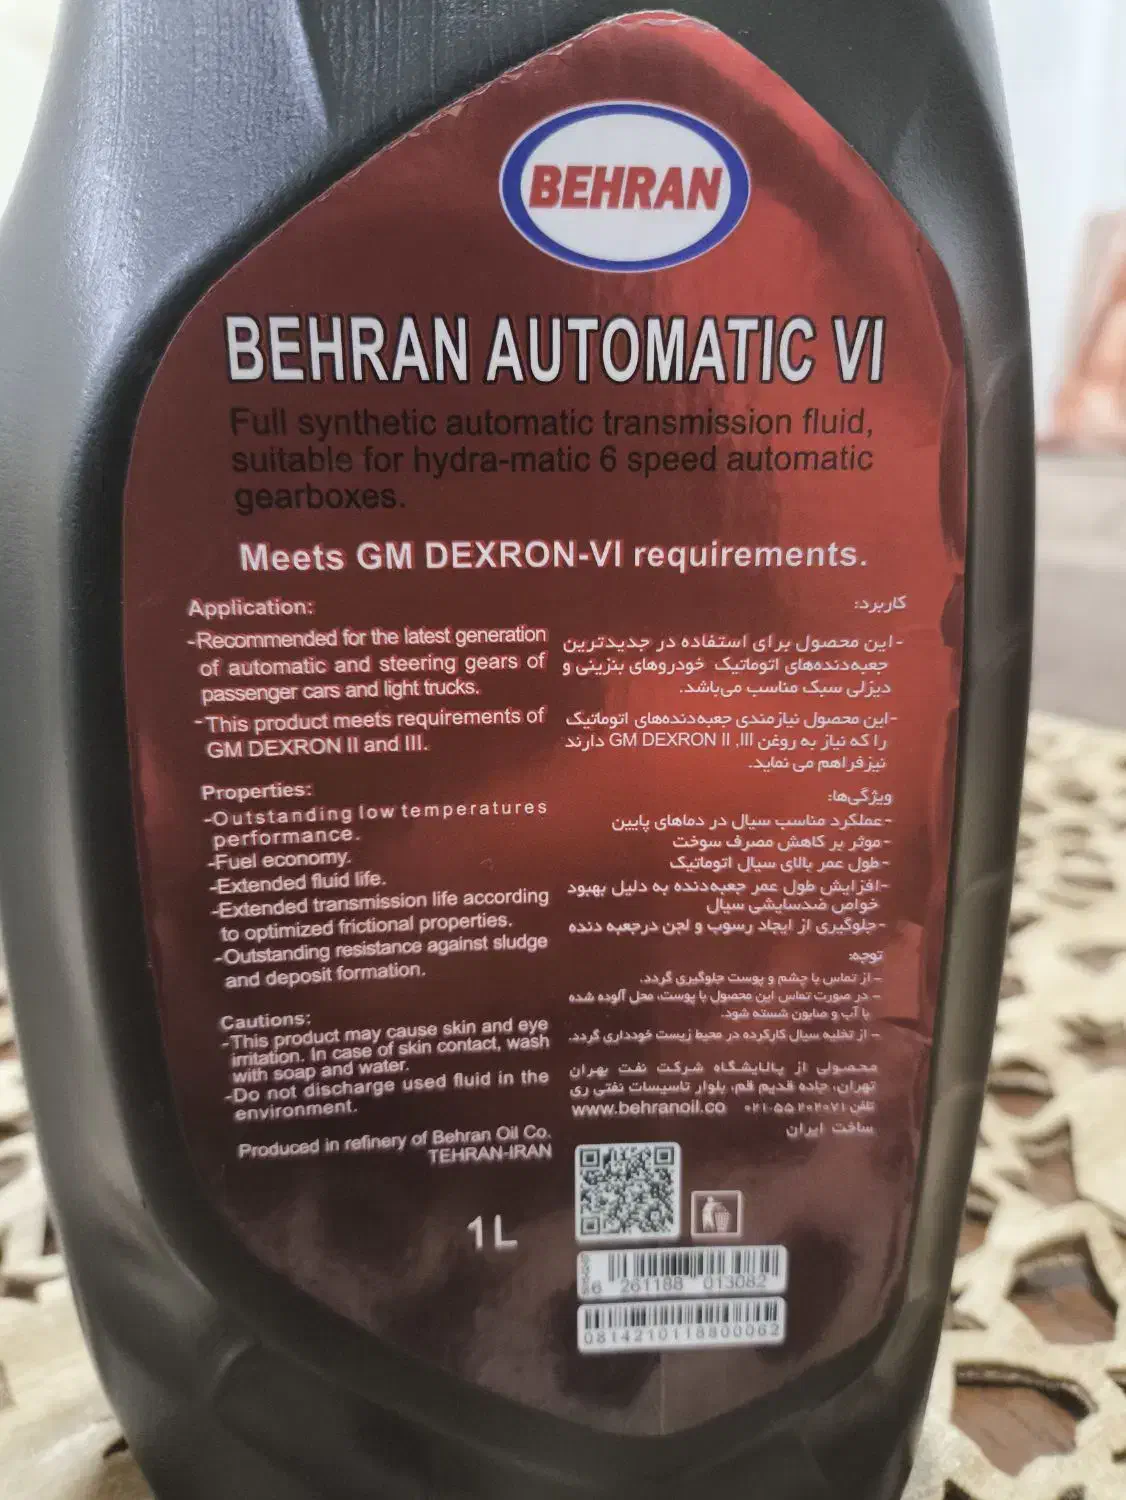 BEHRAN
BEHRAN AUTOMATIC VI
Full synthetic automatic transmission fluid,
suitable for hydra-matic 6 speed automatic
gearboxes.
Meets GM DEXRON-VI requirements.
Application:
-Recommended for the latest generation
of automatic and steering gears of
passenger cars and light trucks.
-This product meets requirements of
GM DEXRON II and III.
Properties:
-Outstanding low temperatures
performance.
-Fuel economy.
-Extended fluid life.
-Extended transmission life according
to optimized frictional properties.
-Outstanding resistance against sludge
and deposit formation.
Cautions:
-This product may cause skin and eye
irritation. In case of skin contact, wash
with soap and water.
-Do not discharge used fluid in the
environment.
Produced in refinery of Behran Oil Co.
TEHRAN-IRAN
1L
کاربرد:
-این محصول برای استفاده در جدیدترین
جعبه‌دنده‌های اتوماتیک خودروهای بنزینی و
دیزلی سبک مناسب می‌باشد.
-این محصول نیازمندی جعبه‌دنده‌های اتوماتیک
را که نیاز به روغن GM DEXRON II ,III دارند
نیزفراهم می نماید.
ویژگی‌ها:
-عملکرد مناسب سیال در دماهای پایین
-موثر بر کاهش مصرف سوخت
-طول عمر بالای سیال اتوماتیک
-افزایش طول عمر جعبه‌دنده به دلیل بهبود
خواص ضدسایشی سیال
-جلوگیری از ایجاد رسوب و لجن درجعبه دنده
توجه:
- از تماس با چشم و پوست جلوگیری گردد.
- در صورت تماس این محصول با پوست، محل آلوده شده
با آب و صابون شسته شود.
- از تخلیه سیال کارکرده در محیط زیست خودداری گردد.
محصولی از پالایشگاه شرکت نفت بهران
تهران، جاده قدیم قم، بلوار تاسیسات نفتی ری
تلفن ۰۲۱-۵۵۲۰۲۰۷۱ www.behranoil.co
ساخت ایران
6 261188 013082
08142101188000​62